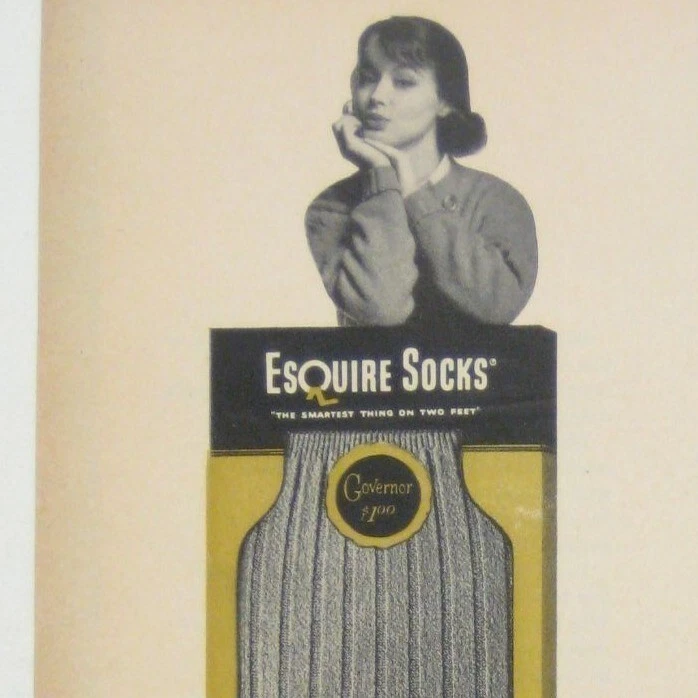 ESQUIRE SOCKS®
"THE SMARTEST THING ON TWO FEET"
Governor
$1.00